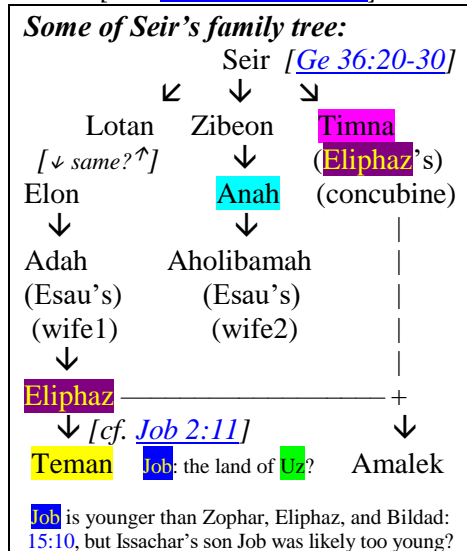 Some of Seir’s family tree:
Seir [Ge 36:20-30]
↙ ↓ ↘
Lotan Zibeon Timna
[↓ same?↑] ↓ (Eliphaz’s)
Elon Anah (concubine)
↓ ↓ |
Adah Aholibamah |
(Esau’s) (Esau’s) |
(wife1) (wife2) |
↓ |
Eliphaz —————————— +
↓ [cf. Job 2:11] ↓
Teman Job: the land of Uz? Amalek
Job is younger than Zophar, Eliphaz, and Bildad:
15:10, but Issachar’s son Job was likely too young?